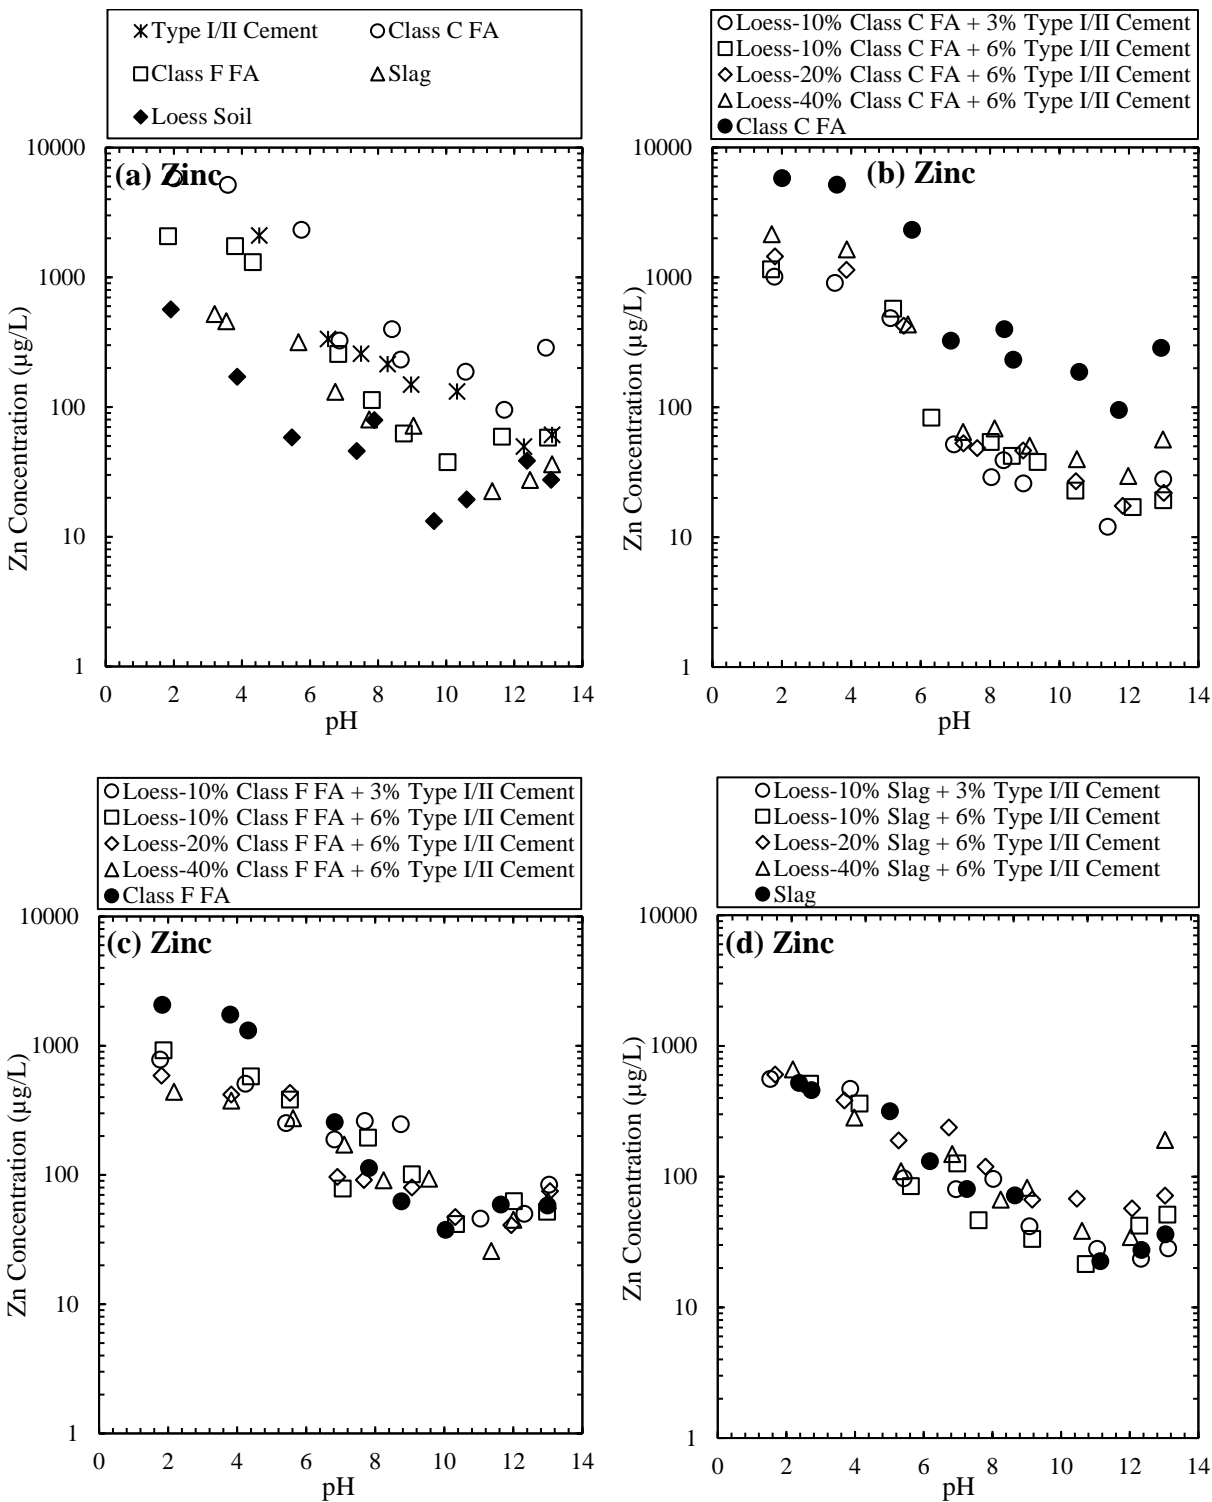 Type I/II Cement
Class C FA
Class F FA
Slag
Loess Soil
10000
1000
100
10
1
(a) Zinc
Zn Concentration (µg/L)
0 2 4 6 8 10 12 14
pH
Loess-10% Class C FA + 3% Type I/II Cement
Loess-10% Class C FA + 6% Type I/II Cement
Loess-20% Class C FA + 6% Type I/II Cement
Loess-40% Class C FA + 6% Type I/II Cement
Class C FA
10000
1000
100
10
1
(b) Zinc
Zn Concentration (µg/L)
0 2 4 6 8 10 12 14
pH
Loess-10% Class F FA + 3% Type I/II Cement
Loess-10% Class F FA + 6% Type I/II Cement
Loess-20% Class F FA + 6% Type I/II Cement
Loess-40% Class F FA + 6% Type I/II Cement
Class F FA
10000
1000
100
10
1
(c) Zinc
Zn Concentration (µg/L)
0 2 4 6 8 10 12 14
pH
Loess-10% Slag + 3% Type I/II Cement
Loess-10% Slag + 6% Type I/II Cement
Loess-20% Slag + 6% Type I/II Cement
Loess-40% Slag + 6% Type I/II Cement
Slag
10000
1000
100
10
1
(d) Zinc
Zn Concentration (µg/L)
0 2 4 6 8 10 12 14
pH